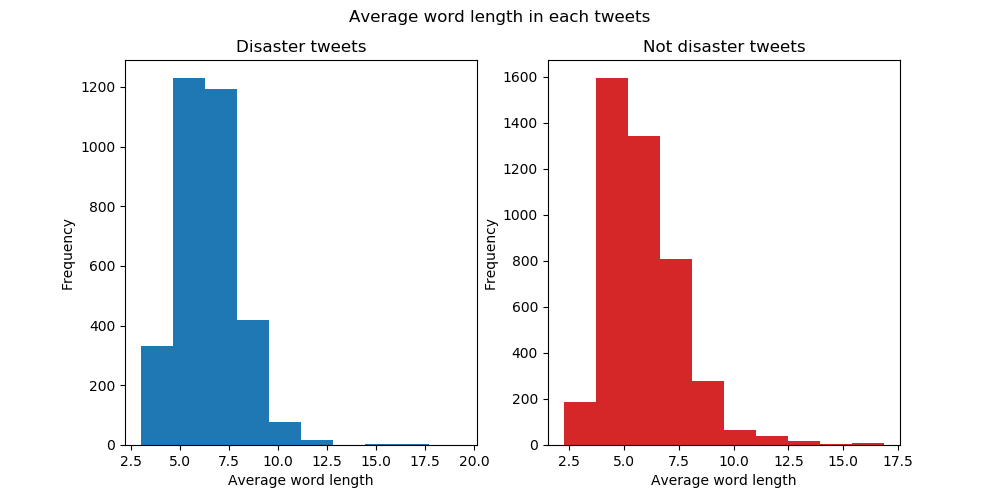 Average word length in each tweets
Disaster tweets
Frequency
1200
1000
800
600
400
200
0
2.5 5.0 7.5 10.0 12.5 15.0 17.5 20.0
Average word length
Not disaster tweets
Frequency
1600
1400
1200
1000
800
600
400
200
0
2.5 5.0 7.5 10.0 12.5 15.0 17.5
Average word length